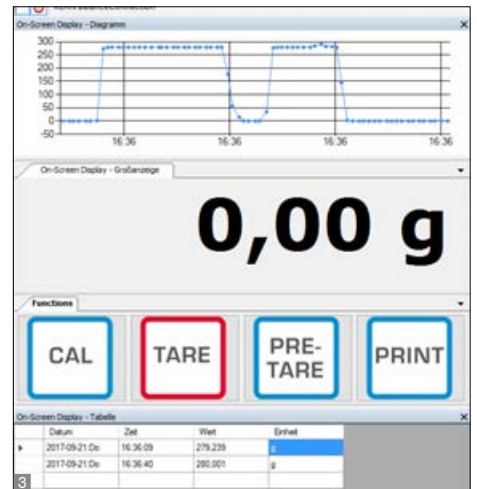 KERN BalanceConnection
On-Screen Display - Diagramm
300
250
200
150
100
50
0
-50
16:36 16:36 16:36 16:36
On-Screen Display - Großanzeige
0,00 g
Functions
CAL
TARE
PRE-
TARE
PRINT
On-Screen Display - Tabelle
Datum Zeit Wert Einheit
2017-09-21:Do 16:36:09 279,239 g
2017-09-21:Do 16:36:40 280,001 g
3